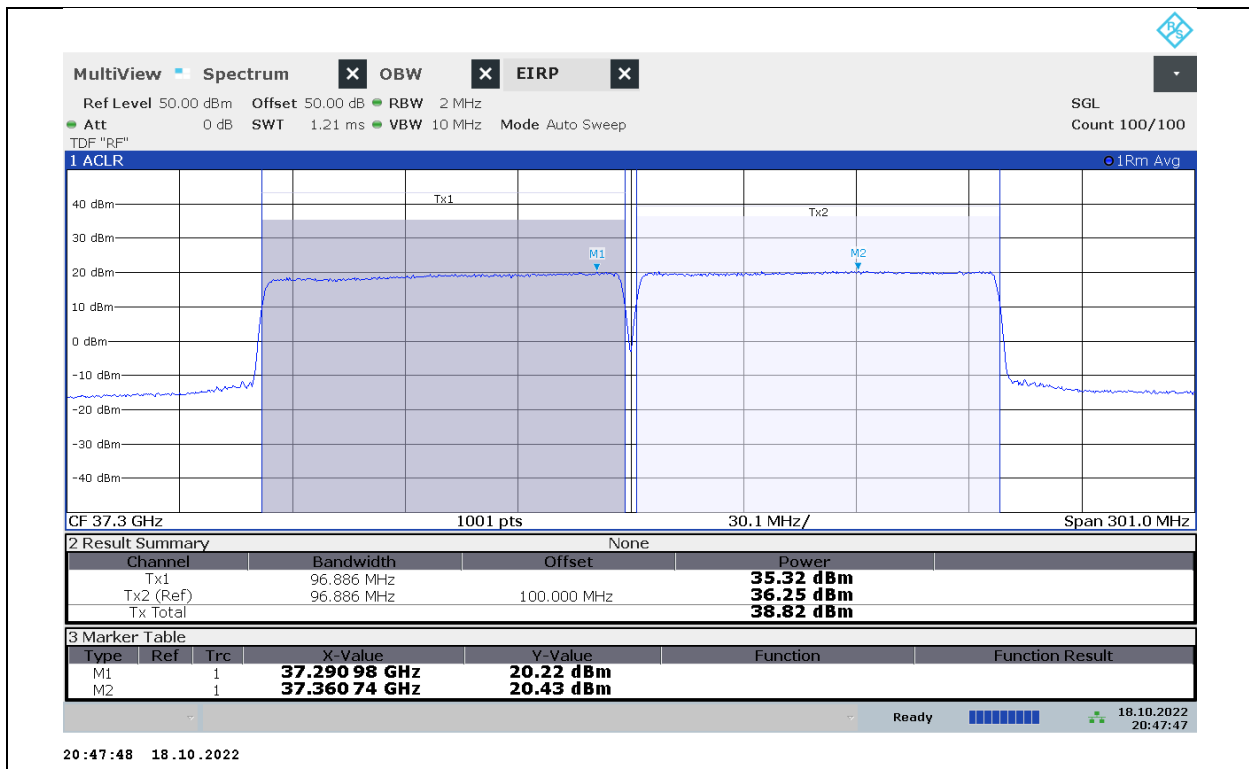 R&S
MultiView Spectrum X OBW X EIRP X
Ref Level 50.00 dBm Offset 50.00 dB RBW 2 MHz SGL
Att 0 dB SWT 1.21 ms VBW 10 MHz Mode Auto Sweep Count 100/100
TDF "RF"
1 ACLR 1Rm Avg
Tx1
40 dBm
Tx2
30 dBm
M1
M2
20 dBm
10 dBm
0 dBm
-10 dBm
-20 dBm
-30 dBm
-40 dBm
CF 37.3 GHz 1001 pts 30.1 MHz/ Span 301.0 MHz
2 Result Summary None
Channel Bandwidth Offset Power
Tx1 96.886 MHz 35.32 dBm
Tx2 (Ref) 96.886 MHz 100.000 MHz 36.25 dBm
Tx Total 38.82 dBm
3 Marker Table
Type Ref Trc X-Value Y-Value Function Function Result
M1 1 37.290 98 GHz 20.22 dBm
M2 1 37.360 74 GHz 20.43 dBm
Ready 18.10.2022
20:47:47
20:47:48 18.10.2022